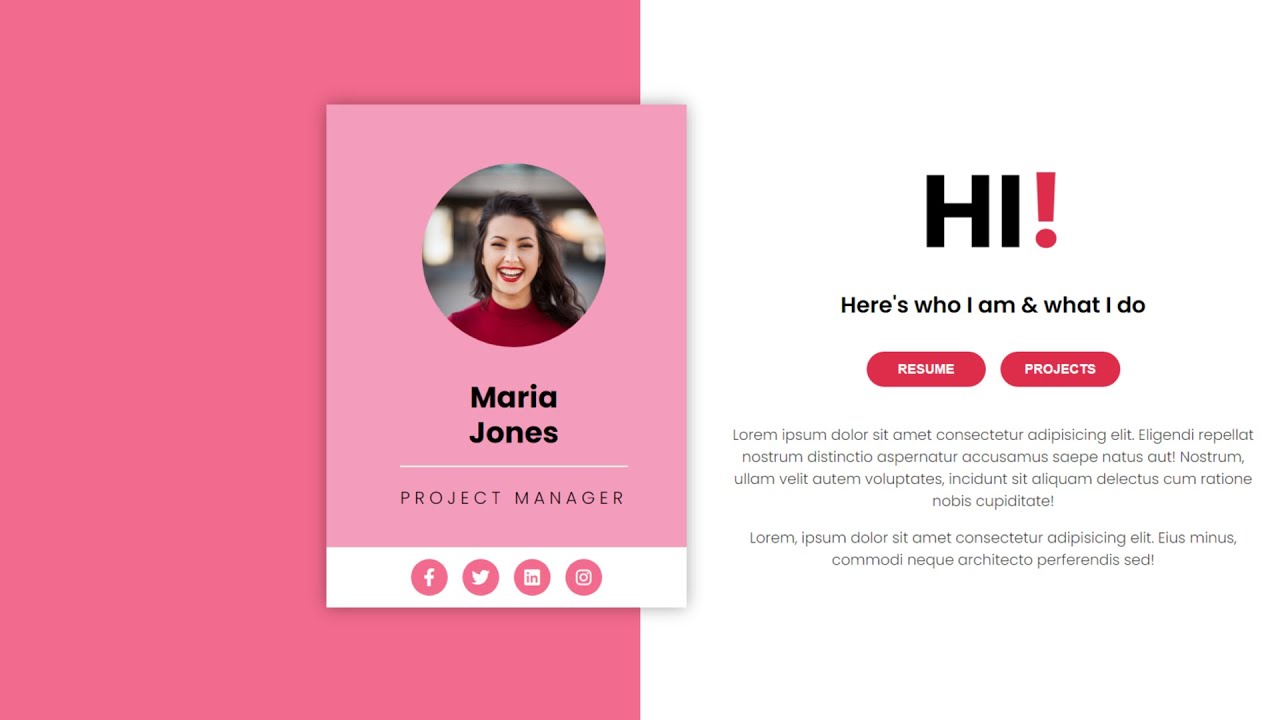 Maria
Jones
PROJECT MANAGER
HI!
Here's who I am & what I do
RESUME PROJECTS
Lorem ipsum dolor sit amet consectetur adipisicing elit. Eligendi repellat
nostrum distinctio aspernatur accusamus saepe natus aut! Nostrum,
ullam velit autem voluptates, incidunt sit aliquam delectus cum ratione
nobis cupiditate!
Lorem, ipsum dolor sit amet consectetur adipisicing elit. Eius minus,
commodi neque architecto perferendis sed!